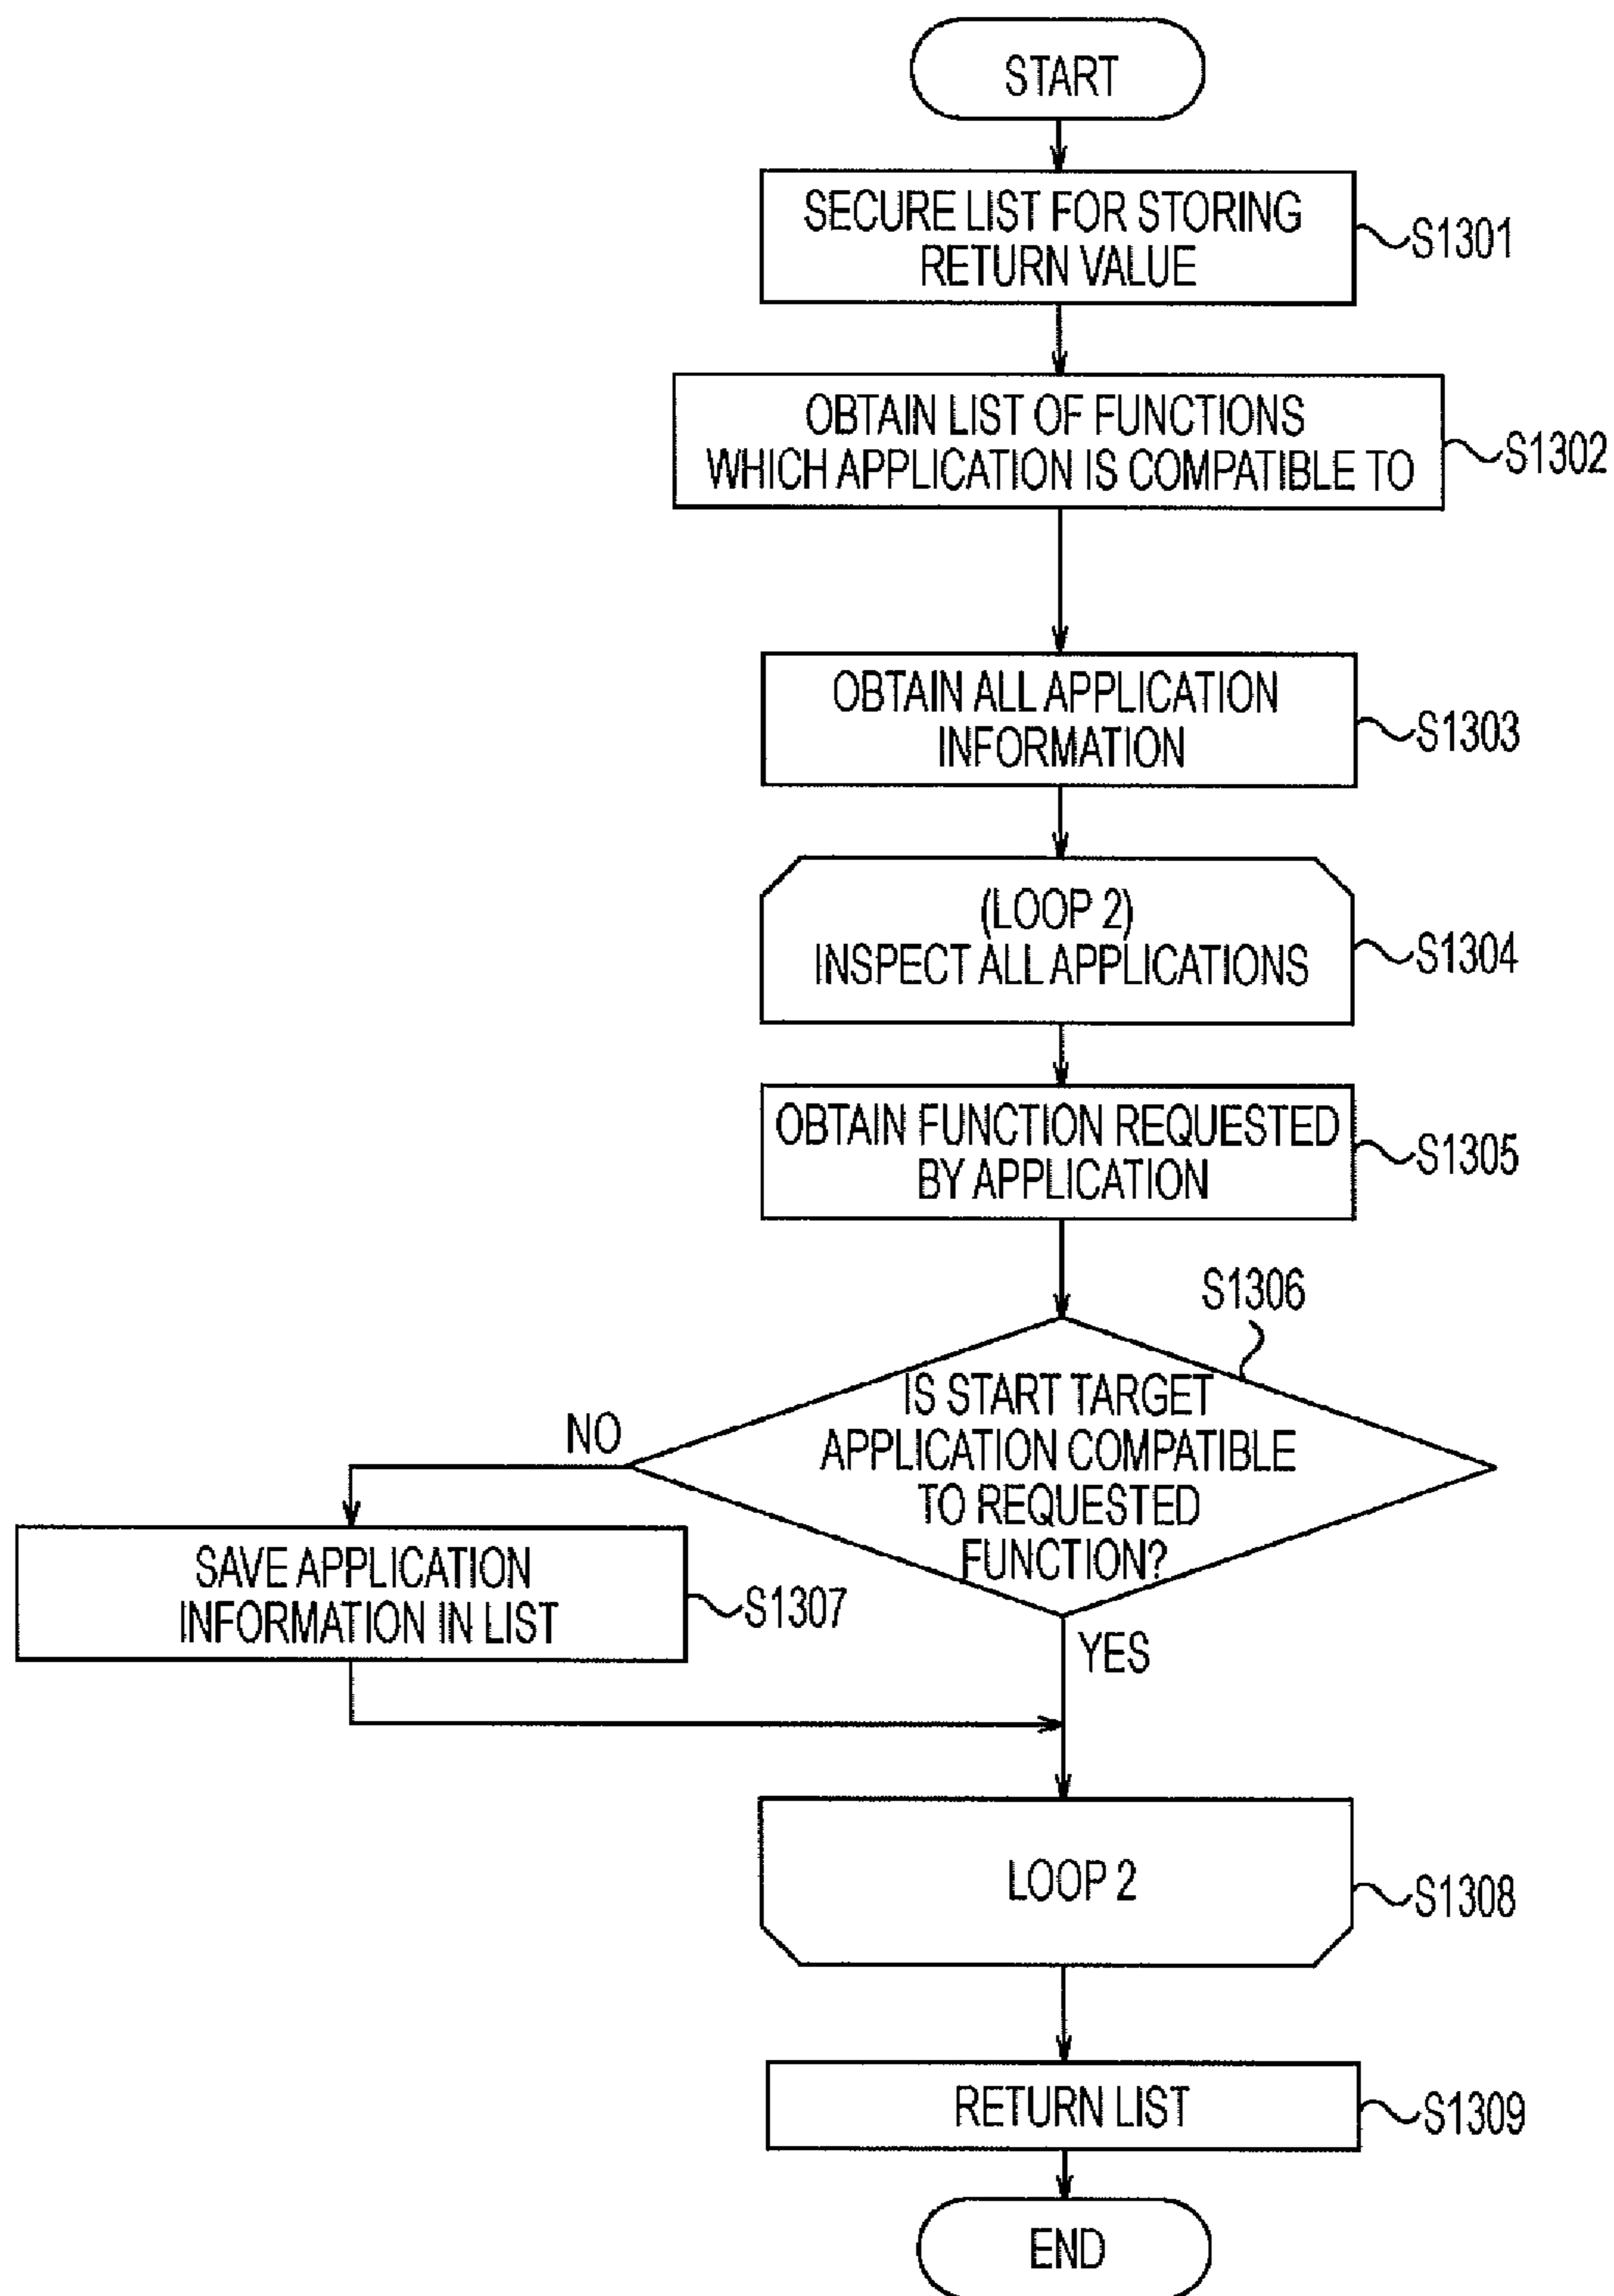 START
SECURE LIST FOR STORING
RETURN VALUE
S1301
OBTAIN LIST OF FUNCTIONS
WHICH APPLICATION IS COMPATIBLE TO
S1302
OBTAIN ALL APPLICATION
INFORMATION
S1303
(LOOP 2)
INSPECT ALL APPLICATIONS
S1304
OBTAIN FUNCTION REQUESTED
BY APPLICATION
S1305
S1306
IS START TARGET
APPLICATION COMPATIBLE
TO REQUESTED
FUNCTION?
NO
SAVE APPLICATION
INFORMATION IN LIST
S1307
YES
LOOP 2
S1308
RETURN LIST
S1309
END